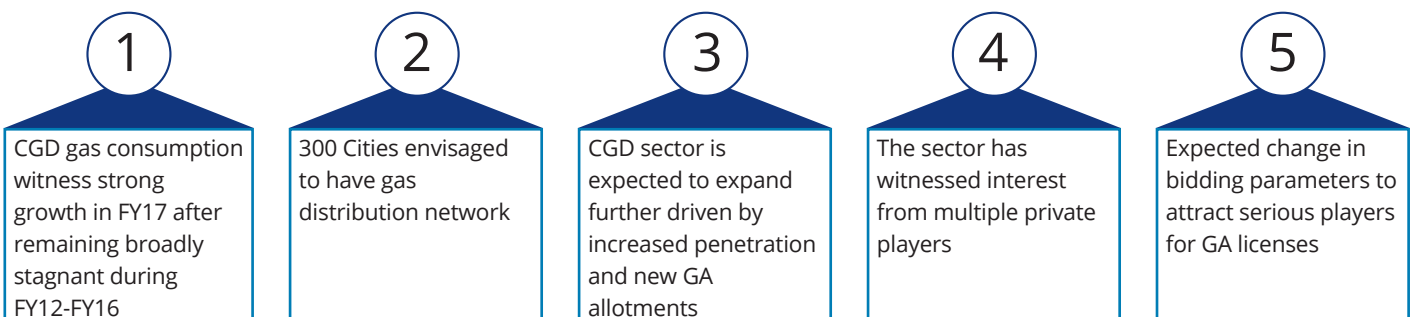 1
CGD gas consumption
witness strong
growth in FY17 after
remaining broadly
stagnant during
FY12-FY16
2
300 Cities envisaged
to have gas
distribution network
3
CGD sector is
expected to expand
further driven by
increased penetration
and new GA
allotments
4
The sector has
witnessed interest
from multiple private
players
5
Expected change in
bidding parameters to
attract serious players
for GA licenses